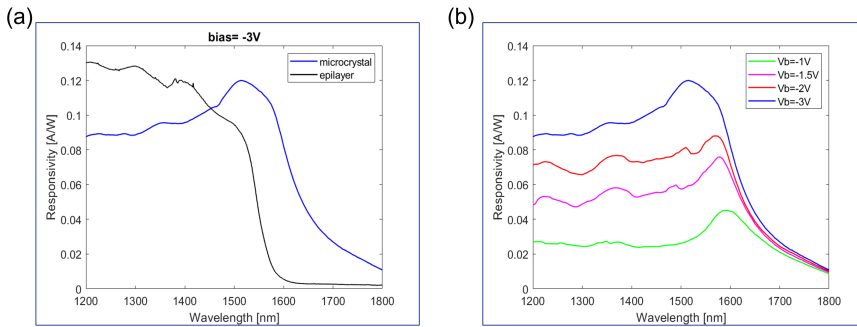 (a)
bias= -3V
Responsivity [A/W]
0.14
0.12
0.1
0.08
0.06
0.04
0.02
0
microcrystal
epilayer
1200 1300 1400 1500 1600 1700 1800
Wavelength [nm]
(b)
Responsivity [A/W]
0.14
0.12
0.1
0.08
0.06
0.04
0.02
0
Vb=-1V
Vb=-1.5V
Vb=-2V
Vb=-3V
1200 1300 1400 1500 1600 1700 1800
Wavelength [nm]